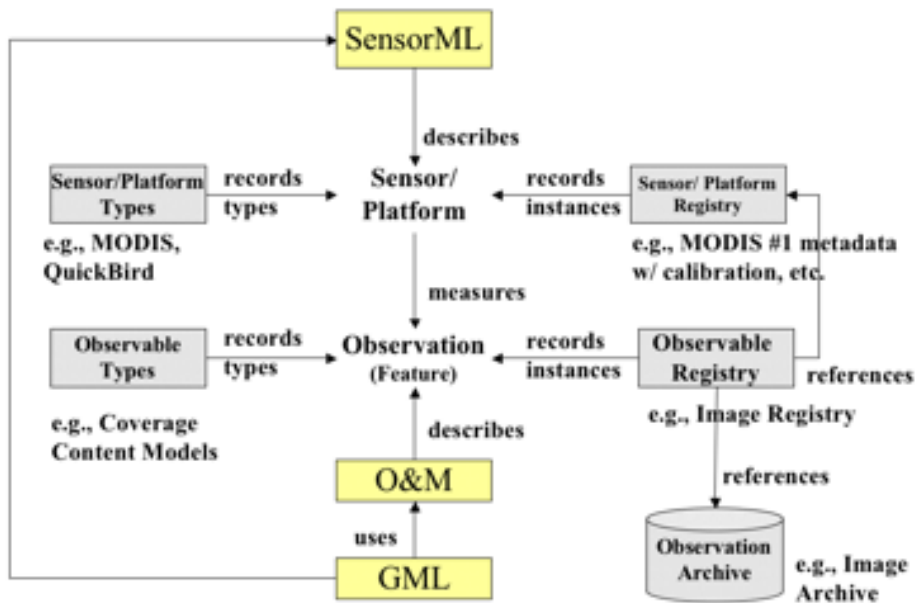 SensorML
describes
Sensor/Platform
Types
records
types
Sensor/
Platform
records
instances
Sensor/ Platform
Registry
e.g., MODIS,
QuickBird
e.g., MODIS #1 metadata
w/ calibration, etc.
measures
Observable
Types
records
types
Observation
(Feature)
records
instances
Observable
Registry
references
e.g., Coverage
Content Models
describes
e.g., Image Registry
O&M
references
uses
GML
Observation
Archive
e.g., Image
Archive